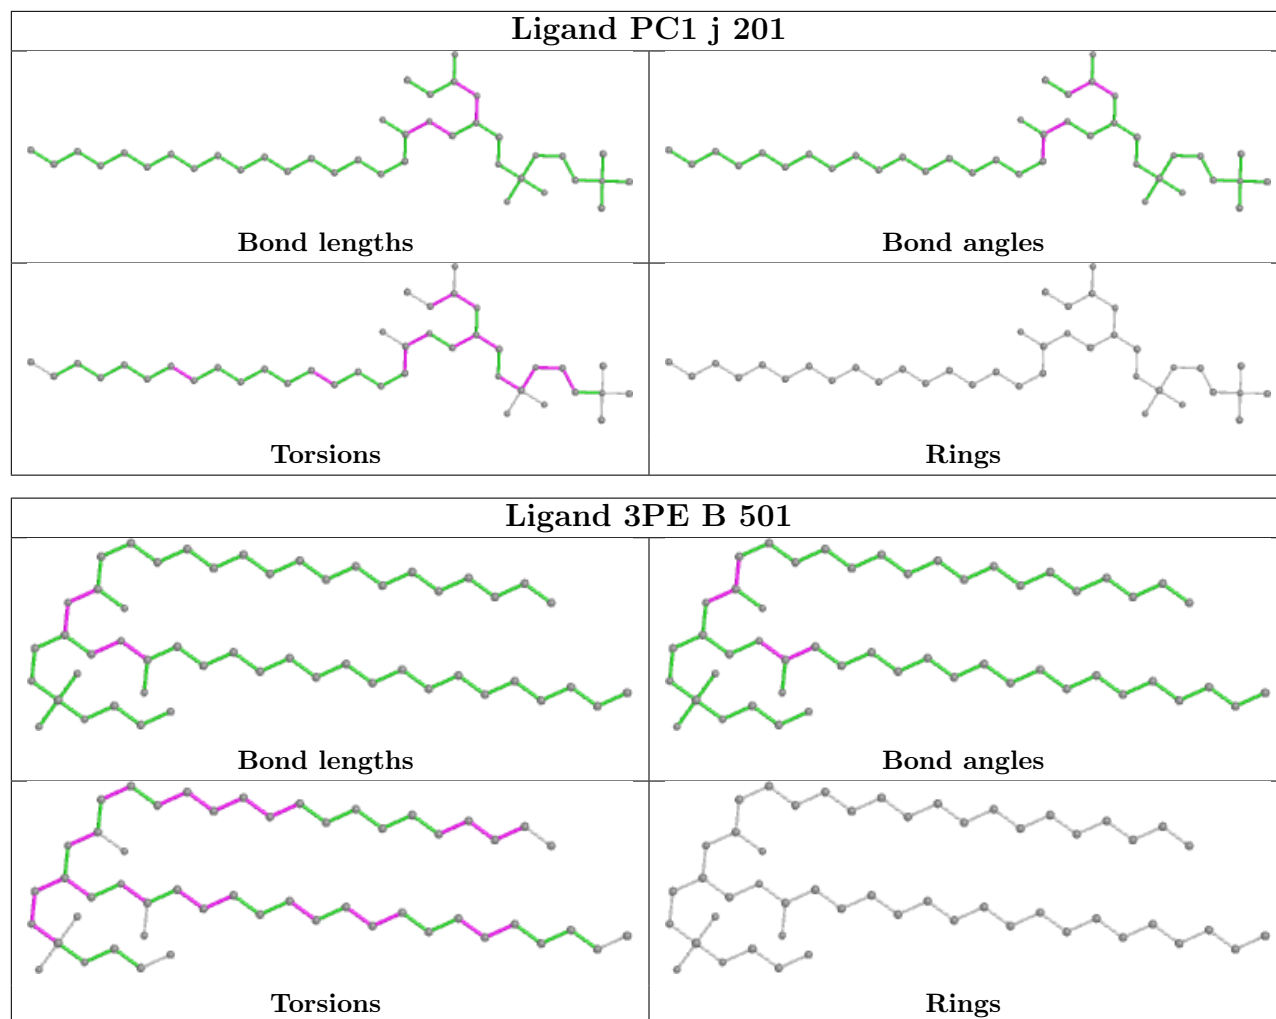 Ligand PC1 j 201
Bond lengths
Bond angles
Torsions
Rings
Ligand 3PE B 501
Bond lengths
Bond angles
Torsions
Rings